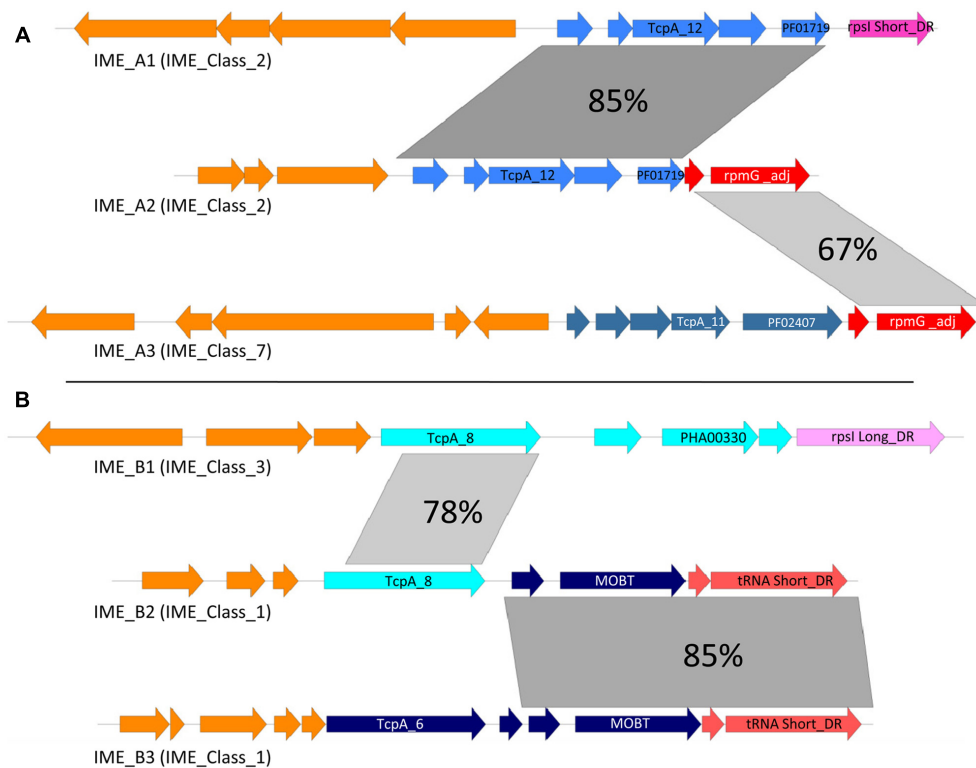 A
TcpA_12
PF01719
rpsI Short_DR
IME_A1 (IME_Class_2)
85%
TcpA_12
PF01719
rpmG _adj
IME_A2 (IME_Class_2)
67%
TcpA_11
PF02407
rpmG _adj
IME_A3 (IME_Class_7)
B
TcpA_8
PHA00330
rpsI Long_DR
IME_B1 (IME_Class_3)
78%
TcpA_8
MOBT
tRNA Short_DR
IME_B2 (IME_Class_1)
85%
TcpA_6
MOBT
tRNA Short_DR
IME_B3 (IME_Class_1)